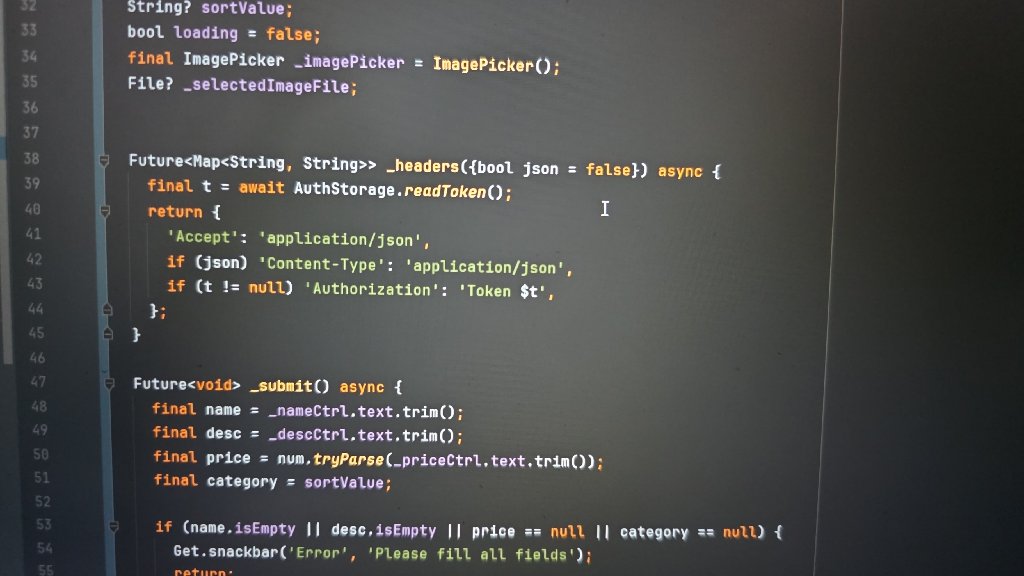 32 String? sortValue;
33 bool loading = false;
34 final ImagePicker _imagePicker = ImagePicker();
35 File? _selectedImageFile;
36
37
38 Future<Map<String, String>> _headers({bool json = false}) async {
39 final t = await AuthStorage.readToken();
40 return {
41 'Accept': 'application/json',
42 if (json) 'Content-Type': 'application/json',
43 if (t != null) 'Authorization': 'Token $t',
44 };
45 }
46
47 Future<void> _submit() async {
48 final name = _nameCtrl.text.trim();
49 final desc = _descCtrl.text.trim();
50 final price = num.tryParse(_priceCtrl.text.trim());
51 final category = sortValue;
52
53 if (name.isEmpty || desc.isEmpty || price == null || category == null) {
54 Get.snackbar('Error', 'Please fill all fields');
55 return;